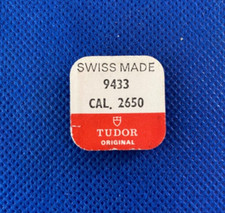 SWISS MADE
9433
CAL. 2650
TUDOR
ORIGINAL